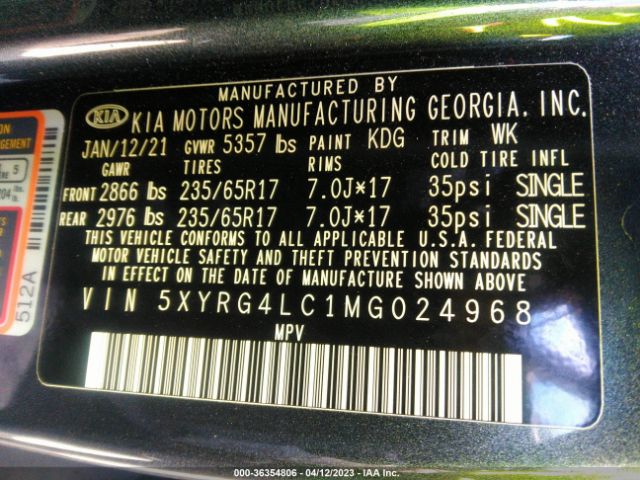 MANUFACTURED BY
KIA KIA MOTORS MANUFACTURING GEORGIA, INC.
JAN/12/21 GVWR 5357 lbs PAINT KDG TRIM WK
GAWR TIRES RIMS COLD TIRE INFL
FRONT 2866 lbs 235/65R17 7.0J*17 35psi SINGLE
REAR 2976 lbs 235/65R17 7.0J*17 35psi SINGLE
THIS VEHICLE CONFORMS TO ALL APPLICABLE U.S.A. FEDERAL
MOTOR VEHICLE SAFETY AND THEFT PREVENTION STANDARDS
IN EFFECT ON THE DATE OF MANUFACTURE SHOWN ABOVE
VIN 5XYRG4LC1MG024968
MPV
5
512A
000-36354806 - 04/12/2023 - IAA Inc.